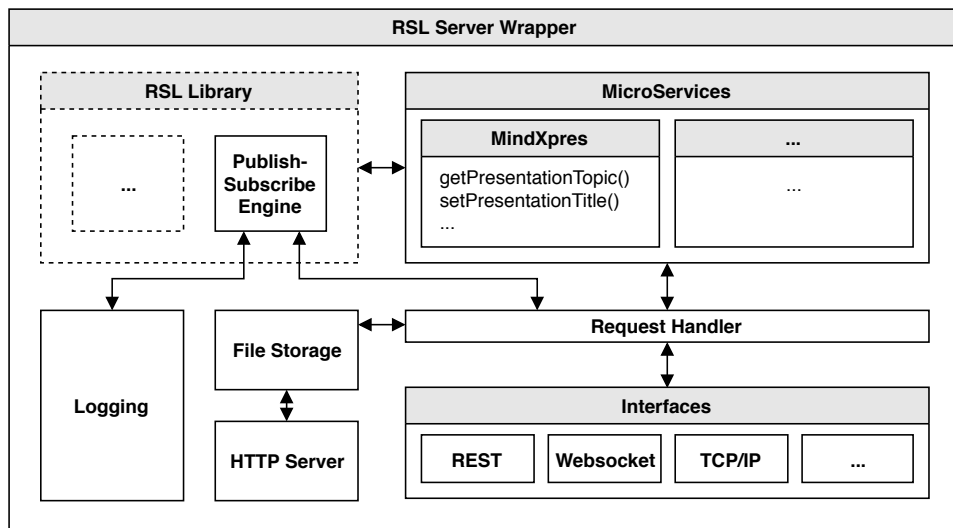 RSL Server Wrapper
RSL Library
...
Publish-
Subscribe
Engine
MicroServices
MindXpres
getPresentationTopic()
setPresentationTitle()
...
...
...
Logging
File Storage
HTTP Server
Request Handler
Interfaces
REST
Websocket
TCP/IP
...